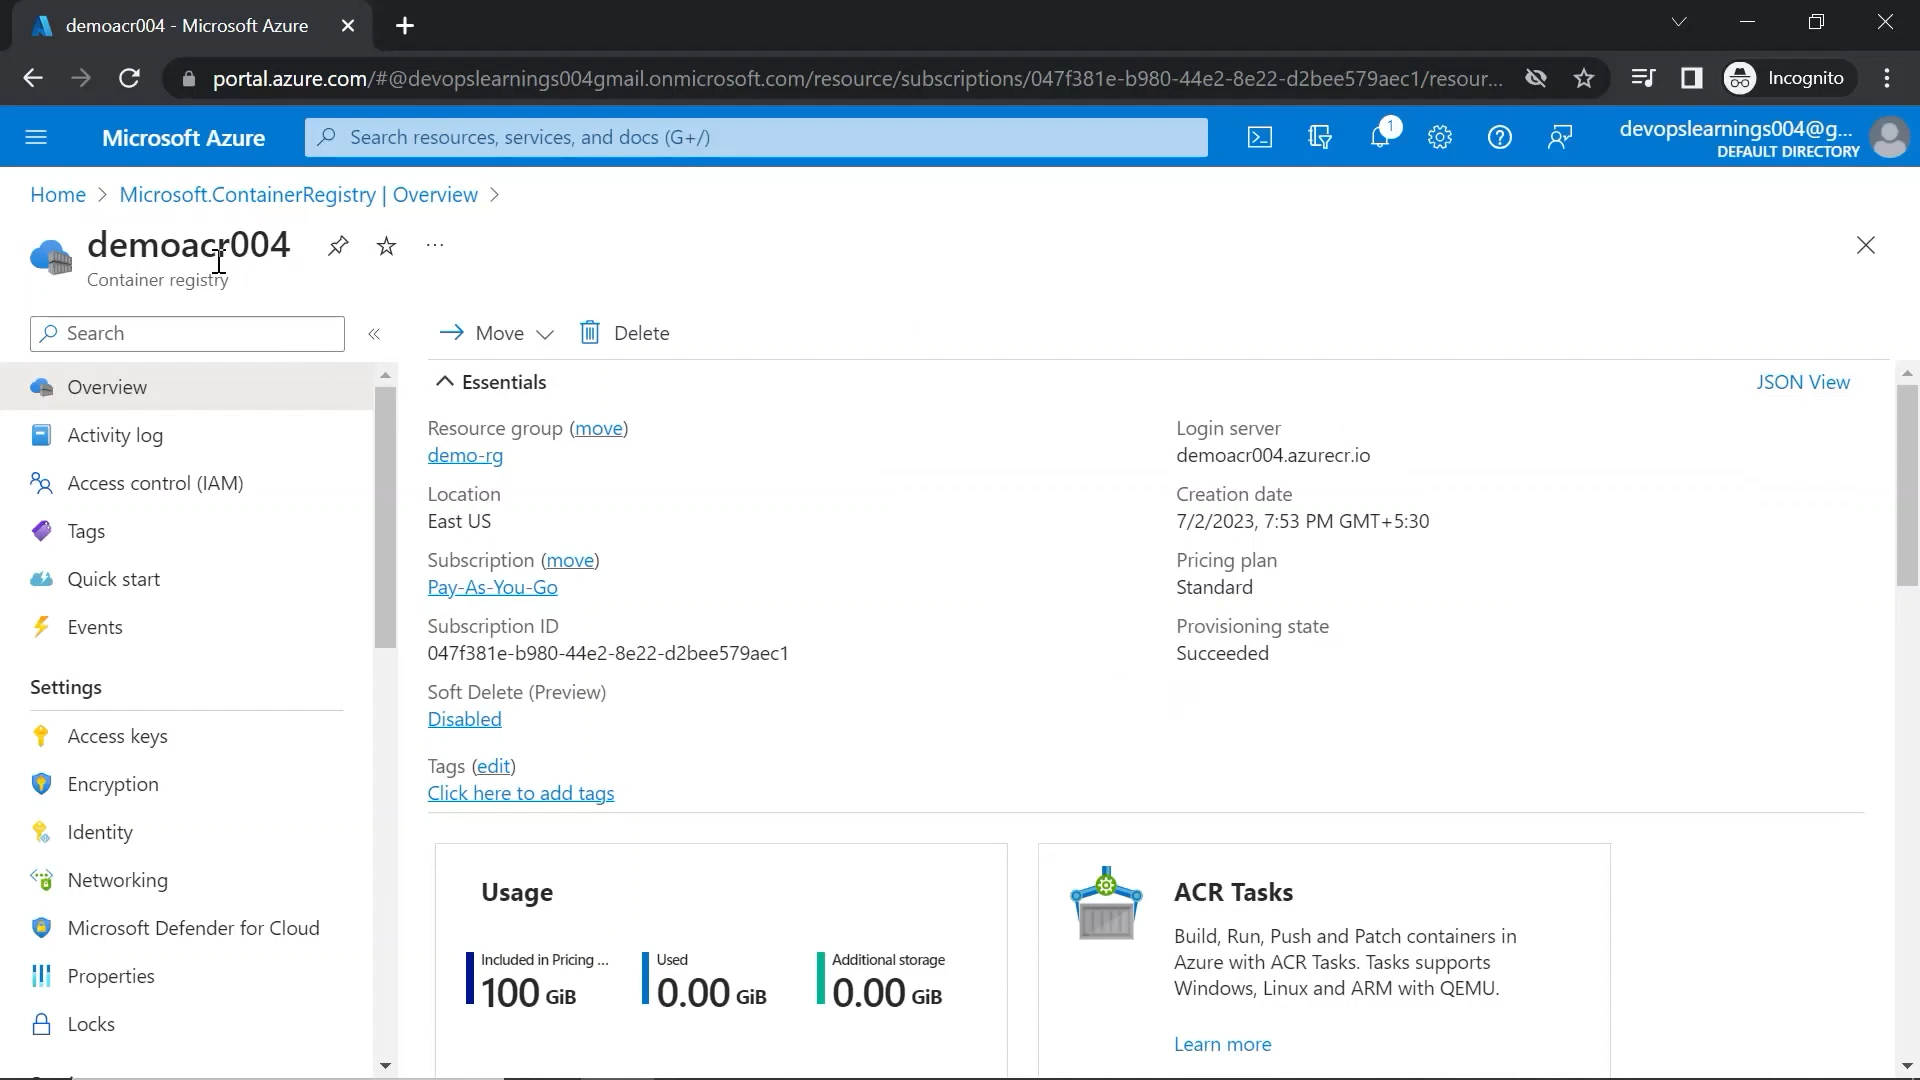 demoacr004 - Microsoft Azure
portal.azure.com/#@devopslearnings004gmail.onmicrosoft.com/resource/subscriptions/047f381e-b980-44e2-8e22-d2bee579aec1/resour...
Incognito
Microsoft Azure
Search resources, services, and docs (G+/)
1
devopslearnings004@g...
DEFAULT DIRECTORY
Home > Microsoft.ContainerRegistry | Overview >
demoacr004
Container registry
Search
«
Move
Delete
Overview
Activity log
Access control (IAM)
Tags
Quick start
Events
Settings
Access keys
Encryption
Identity
Networking
Microsoft Defender for Cloud
Properties
Locks
Essentials
JSON View
Resource group (move)
demo-rg
Location
East US
Subscription (move)
Pay-As-You-Go
Subscription ID
047f381e-b980-44e2-8e22-d2bee579aec1
Soft Delete (Preview)
Disabled
Tags (edit)
Click here to add tags
Login server
demoacr004.azurecr.io
Creation date
7/2/2023, 7:53 PM GMT+5:30
Pricing plan
Standard
Provisioning state
Succeeded
Usage
Included in Pricing ...
100 GiB
Used
0.00 GiB
Additional storage
0.00 GiB
ACR Tasks
Build, Run, Push and Patch containers in
Azure with ACR Tasks. Tasks supports
Windows, Linux and ARM with QEMU.
Learn more